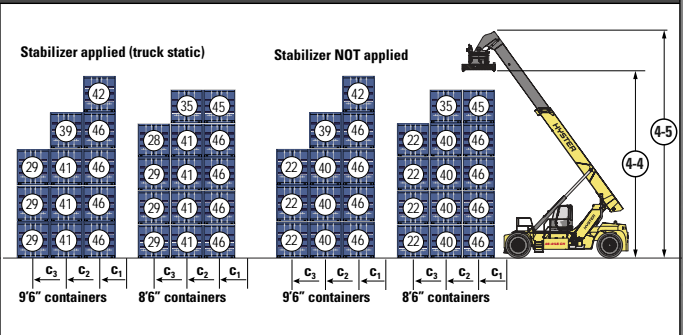 Stabilizer applied (truck static)
42
39 46
29 41 46
29 41 46
29 41 46
c3 c2 c1
9'6” containers
35 45
28 41 46
29 41 46
29 41 46
29 41 46
c3 c2 c1
8'6” containers
Stabilizer NOT applied
42
39 46
22 40 46
22 40 46
22 40 46
c3 c2 c1
9'6” containers
35 45
22 40 46
22 40 46
22 40 46
22 40 46
c3 c2 c1
8'6” containers
HYSTER
HYSTER
4-4
4-5